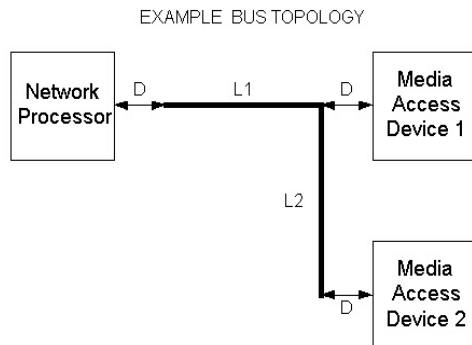 EXAMPLE BUS TOPOLOGY
Network
Processor
D
L1
D
Media
Access
Device 1
L2
D
Media
Access
Device 2